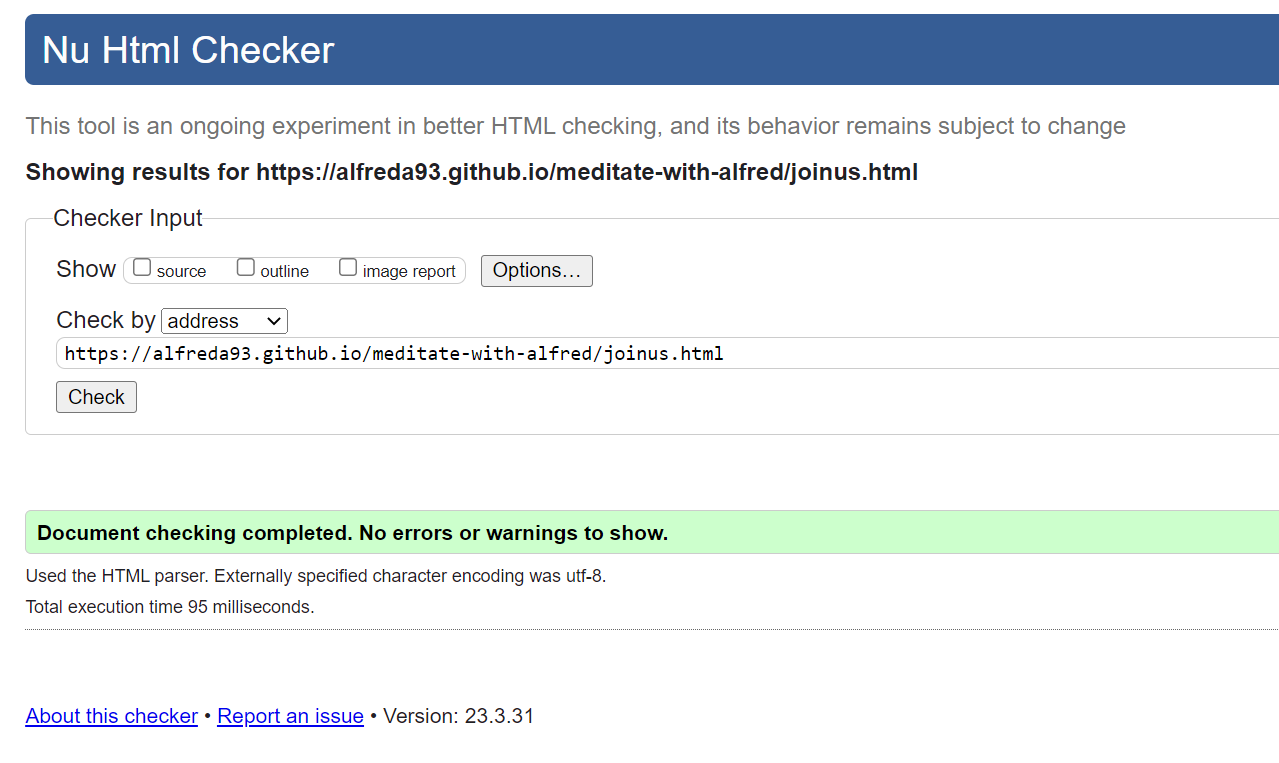 Nu Html Checker
This tool is an ongoing experiment in better HTML checking, and its behavior remains subject to change
Showing results for https://alfreda93.github.io/meditate-with-alfred/joinus.html
Checker Input
Show source outline image report Options…
Check by address
https://alfreda93.github.io/meditate-with-alfred/joinus.html
Check
Document checking completed. No errors or warnings to show.
Used the HTML parser. Externally specified character encoding was utf-8.
Total execution time 95 milliseconds.
About this checker • Report an issue • Version: 23.3.31